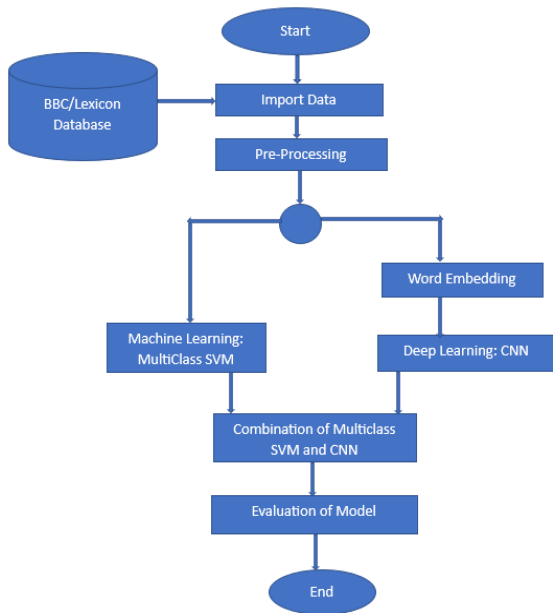 Start
BBC/Lexicon
Database
Import Data
Pre-Processing
Word Embedding
Machine Learning:
MultiClass SVM
Deep Learning: CNN
Combination of Multiclass
SVM and CNN
Evaluation of Model
End